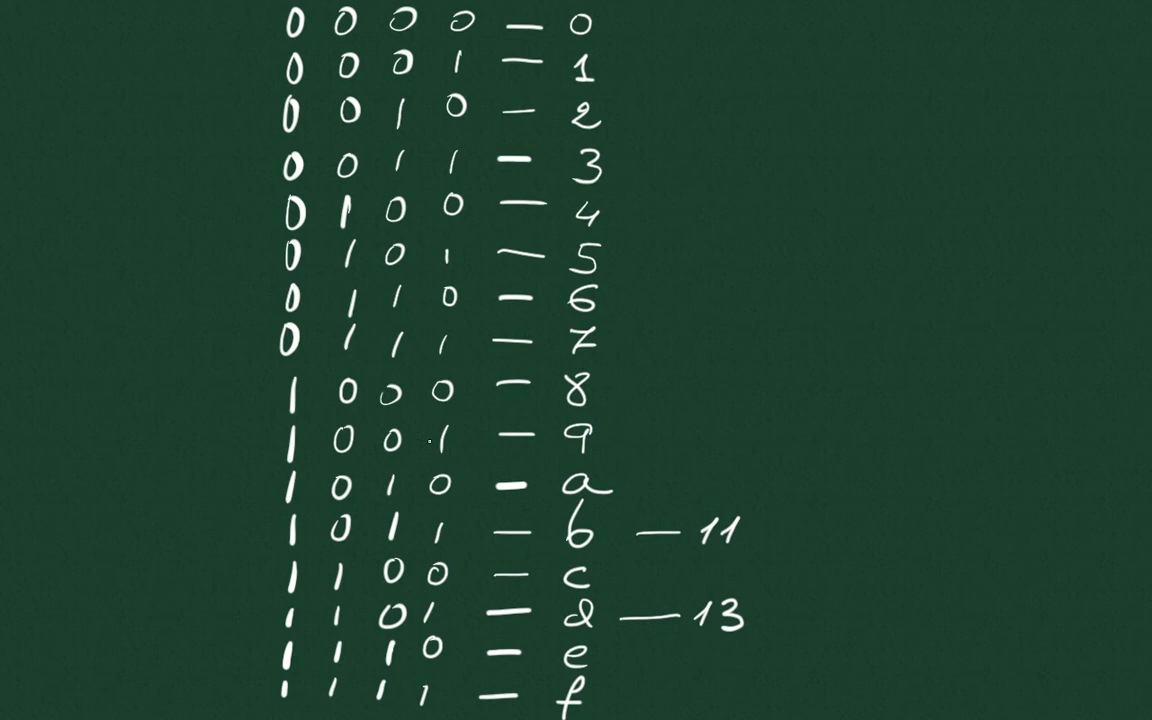 0 0 0 0 — 0
0 0 0 1 — 1
0 0 1 0 — 2
0 0 1 1 — 3
0 1 0 0 — 4
0 1 0 1 — 5
0 1 1 0 — 6
0 1 1 1 — 7
1 0 0 0 — 8
1 0 0 1 — 9
1 0 1 0 — a
1 0 1 1 — b — 11
1 1 0 0 — c
1 1 0 1 — d — 13
1 1 1 0 — e
1 1 1 1 — f